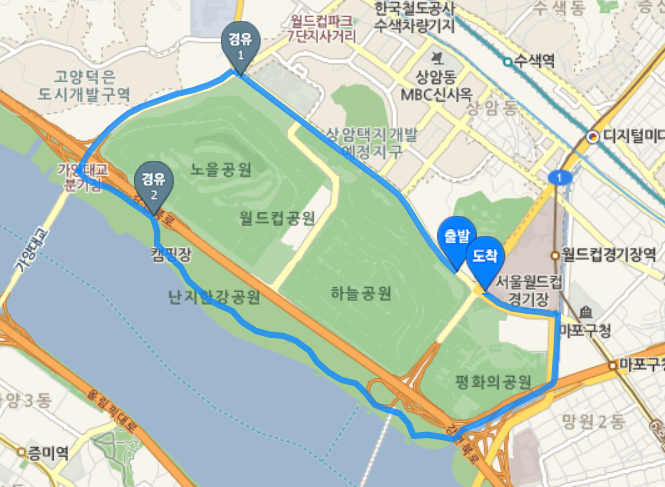 한국철도공사
수색차량기지
수색동
월드컵파크
7단지사거리
경유
1
수색역
고양덕은
도시개발구역
상암동
MBC신사옥
상암동
디지털미디
상암택지개발
예정지구
가양대교
분기점
노을공원
경유
2
1
월드컵공원
강변북로
가양대교
캠핑장
출발
도착
월드컵경기장역
서울월드컵
경기장
난지한강공원
하늘공원
마포구청
마포구청
평화의공원
올림픽대로
강변북로
망원2동
가양3동
증미역